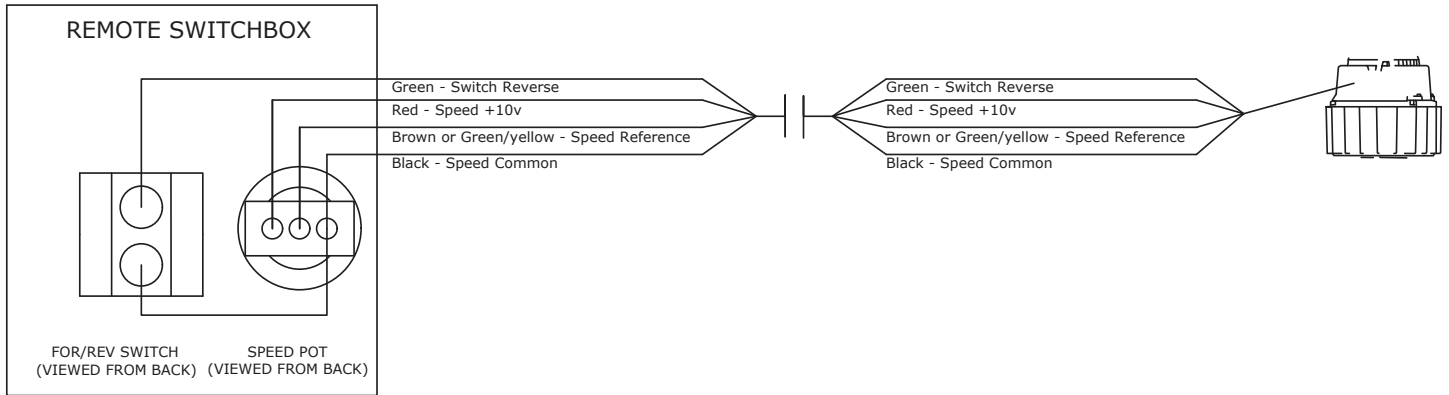 REMOTE SWITCHBOX
Green - Switch Reverse
Red - Speed +10v
Brown or Green/yellow - Speed Reference
Black - Speed Common
Green - Switch Reverse
Red - Speed +10v
Brown or Green/yellow - Speed Reference
Black - Speed Common
FOR/REV SWITCH
(VIEWED FROM BACK)
SPEED POT
(VIEWED FROM BACK)